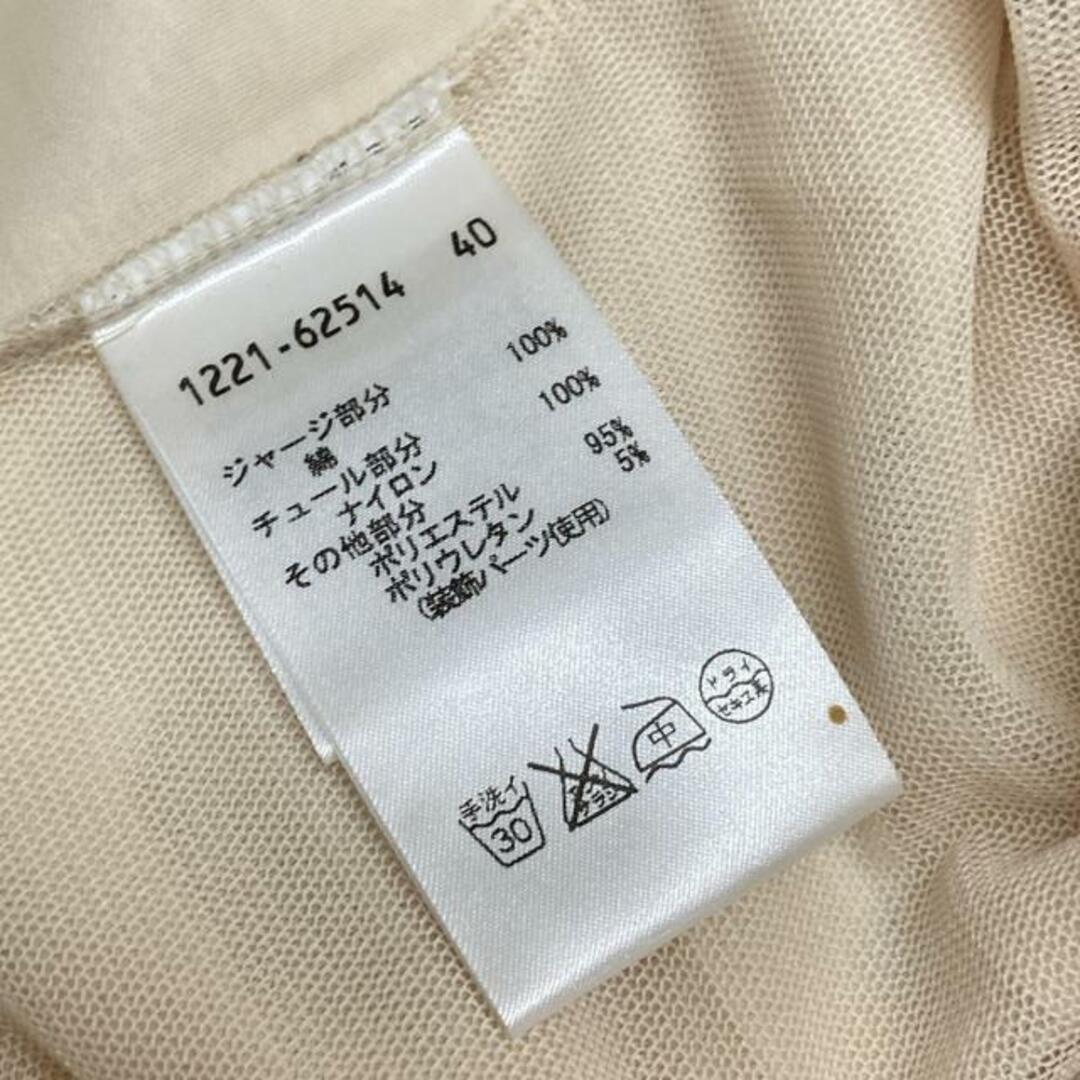 1221-62514 40
ジャージ部分
綿 100%
チュール部分
ナイロン 100%
その他部分
ポリエステル 95%
ポリウレタン 5%
(装飾パーツ使用)
手洗イ
30
中
ドライ
セキユ系